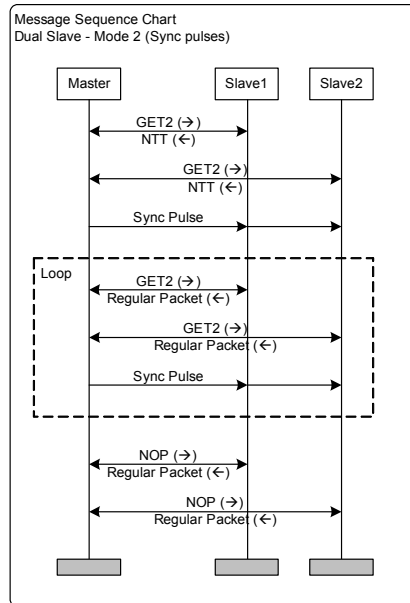 Message Sequence Chart
Dual Slave - Mode 2 (Sync pulses)
Master
Slave1
Slave2
GET2 (→)
NTT (←)
GET2 (→)
NTT (←)
Sync Pulse
Loop
GET2 (→)
Regular Packet (←)
GET2 (→)
Regular Packet (←)
Sync Pulse
NOP (→)
Regular Packet (←)
NOP (→)
Regular Packet (←)